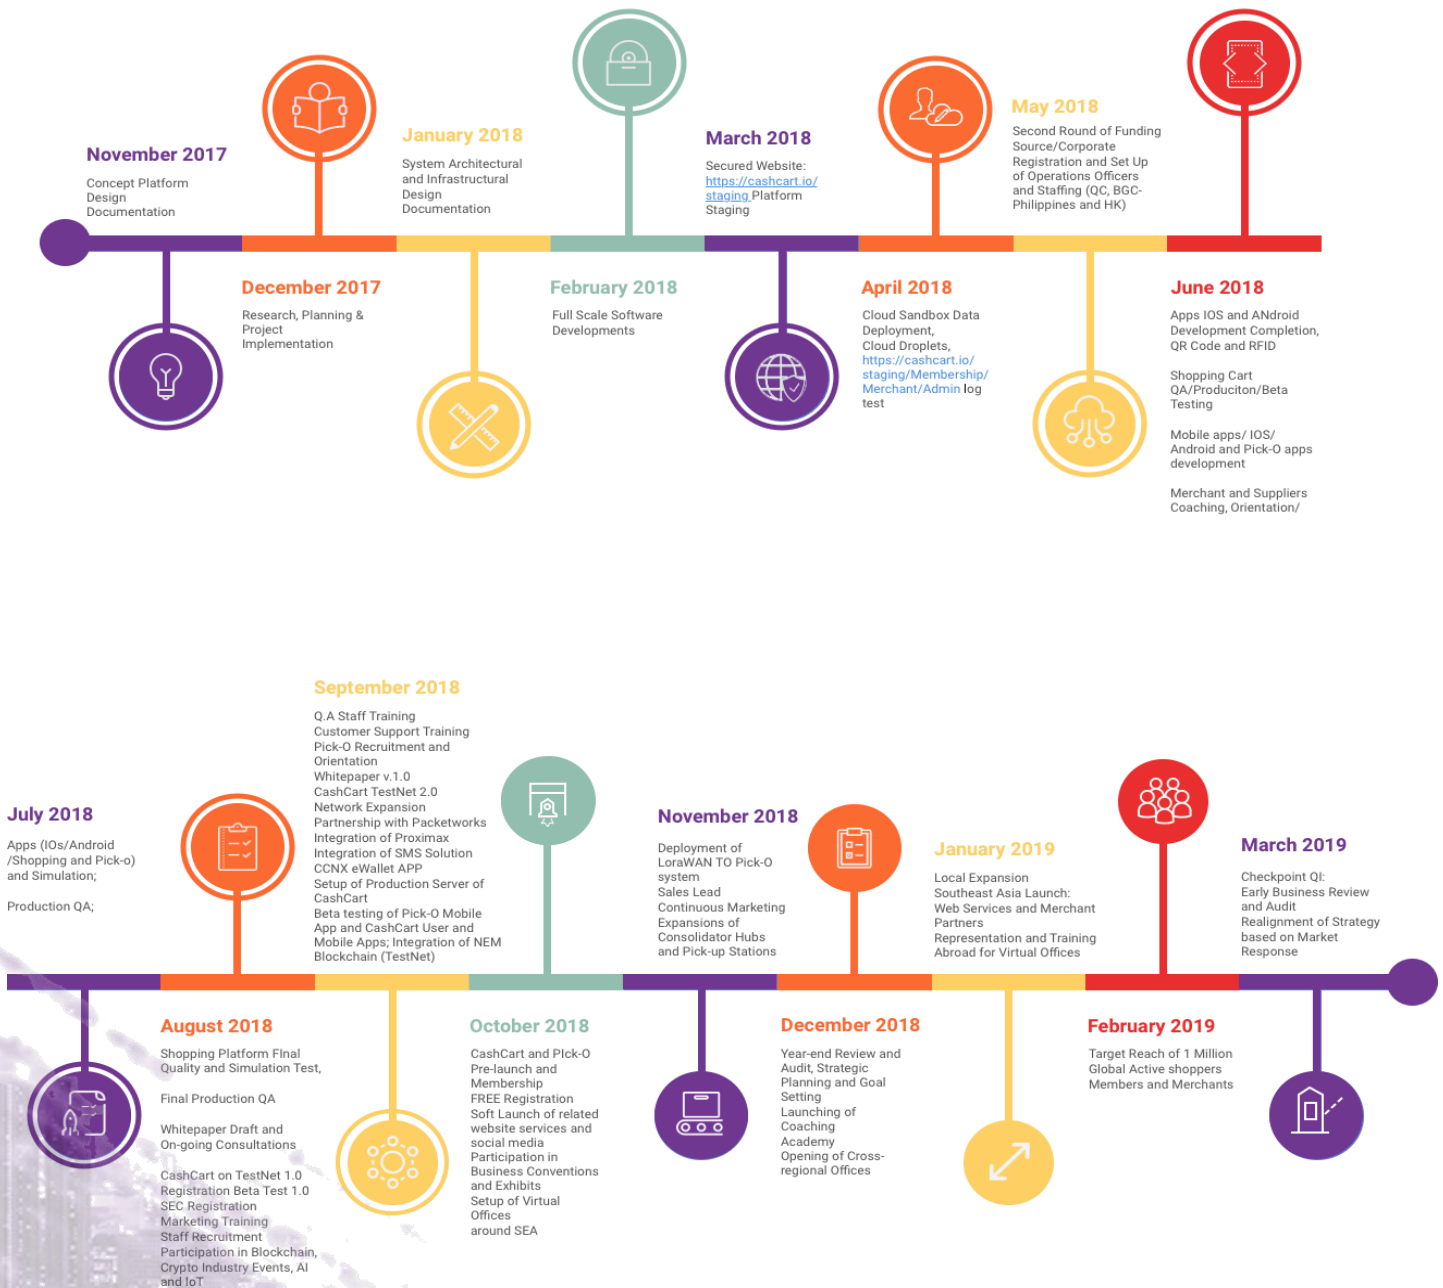 November 2017
Concept Platform
Design
Documentation
December 2017
Research, Planning &
Project
Implementation
January 2018
System Architectural
and Infrastructural
Design
Documentation
February 2018
Full Scale Software
Developments
March 2018
Secured Website:
https://cashcart.io/
staging Platform
Staging
April 2018
Cloud Sandbox Data
Deployment,
Cloud Droplets,
https://cashcart.io/
staging/Membership/
Merchant/Admin log
test
May 2018
Second Round of Funding
Source/Corporate
Registration and Set Up
of Operations Officers
and Staffing (QC, BGC-
Philippines and HK)
June 2018
Apps IOS and ANdroid
Development Completion,
QR Code and RFID
Shopping Cart
QA/Produciton/Beta
Testing
Mobile apps/ IOS/
Android and Pick-O apps
development
Merchant and Suppliers
Coaching, Orientation/
July 2018
Apps (IOs/Android
/Shopping and Pick-o)
and Simulation;
Production QA;
August 2018
Shopping Platform FInal
Quality and Simulation Test,
Final Production QA
Whitepaper Draft and
On-going Consultations
CashCart on TestNet 1.0
Registration Beta Test 1.0
SEC Registration
Marketing Training
Staff Recruitment
Participation in Blockchain,
Crypto Industry Events, AI
and IoT
September 2018
Q.A Staff Training
Customer Support Training
Pick-O Recruitment and
Orientation
Whitepaper v.1.0
CashCart TestNet 2.0
Network Expansion
Partnership with Packetworks
Integration of Proximax
Integration of SMS Solution
CCNX eWallet APP
Setup of Production Server of
CashCart
Beta testing of Pick-O Mobile
App and CashCart User and
Mobile Apps; Integration of NEM
Blockchain (TestNet)
October 2018
CashCart and PIck-O
Pre-launch and
Membership
FREE Registration
Soft Launch of related
website services and
social media
Participation in
Business Conventions
and Exhibits
Setup of Virtual
Offices
around SEA
November 2018
Deployment of
LoraWAN TO Pick-O
system
Sales Lead
Continuous Marketing
Expansions of
Consolidator Hubs
and Pick-up Stations
December 2018
Year-end Review and
Audit, Strategic
Planning and Goal
Setting
Launching of
Coaching
Academy
Opening of Cross-
regional Offices
January 2019
Local Expansion
Southeast Asia Launch:
Web Services and Merchant
Partners
Representation and Training
Abroad for Virtual Offices
February 2019
Target Reach of 1 Million
Global Active shoppers
Members and Merchants
March 2019
Checkpoint QI:
Early Business Review
and Audit
Realignment of Strategy
based on Market
Response